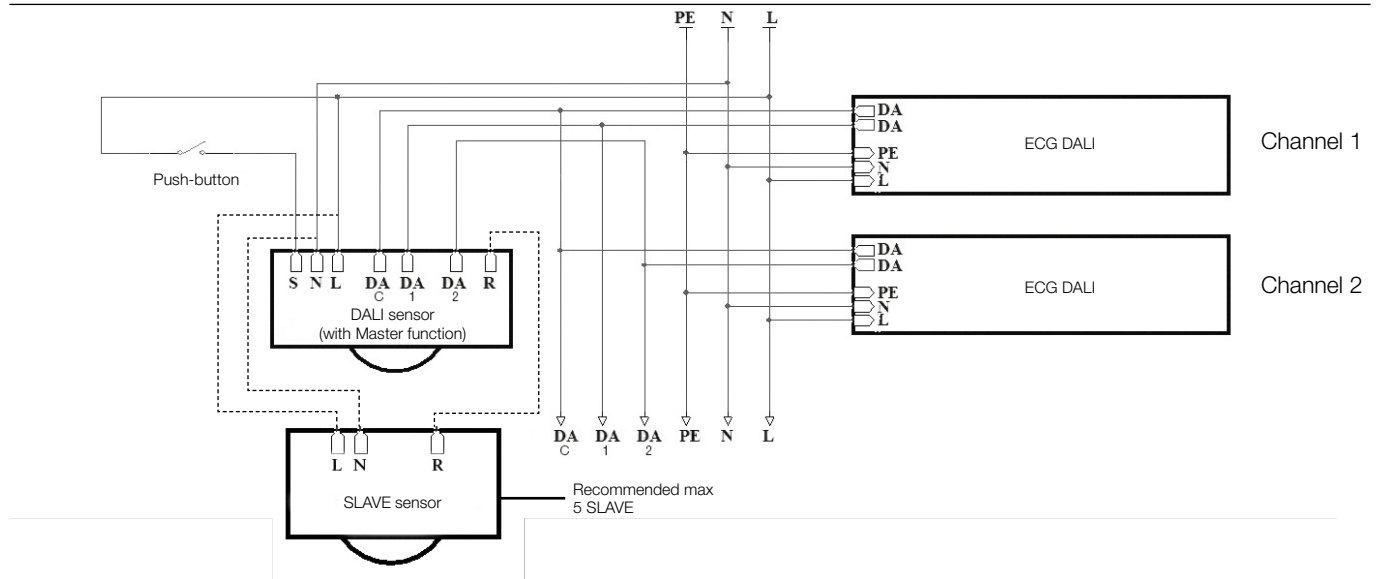 PE N L
DA
DA
ECG DALI
PE
N
L
Channel 1
Push-button
DA
DA
ECG DALI
PE
N
L
Channel 2
S N L DA DA DA R
C 1 2
DALI sensor
(with Master function)
DA DA DA PE N L
C 1 2
L N R
SLAVE sensor
Recommended max
5 SLAVE